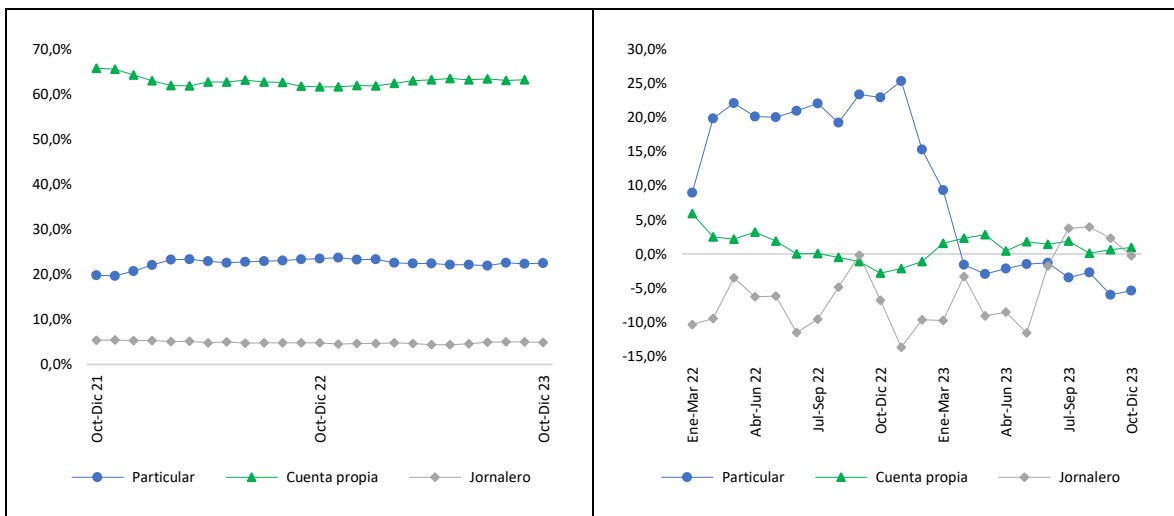 70,0%
60,0%
50,0%
40,0%
30,0%
20,0%
10,0%
0,0%
Oct-Dic 21
Oct-Dic 22
Oct-Dic 23
Particular Cuenta propia Jornalero
30,0%
25,0%
20,0%
15,0%
10,0%
5,0%
0,0%
-5,0%
-10,0%
-15,0%
Ene-Mar 22
Abr-Jun 22
Jul-Sep 22
Oct-Dic 22
Ene-Mar 23
Abr-Jun 23
Jul-Sep 23
Oct-Dic 23
Particular Cuenta propia Jornalero